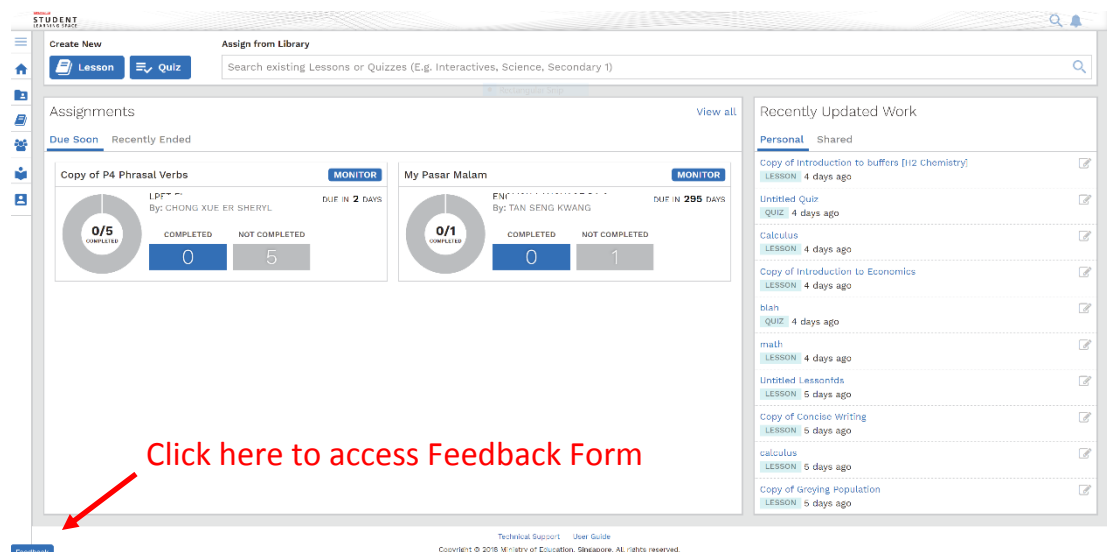 STUDENT
LEARNING SPACE
Create New
Assign from Library
Lesson
Quiz
Search existing Lessons or Quizzes (E.g. Interactives, Science, Secondary 1)
Assignments
View all
Due Soon Recently Ended
Copy of P4 Phrasal Verbs
MONITOR
By: CHONG XUE ER SHERYL
DUE IN 2 DAYS
0/5
COMPLETED
COMPLETED
NOT COMPLETED
0
5
My Pasar Malam
MONITOR
By: TAN SENG KWANG
DUE IN 295 DAYS
0/1
COMPLETED
COMPLETED
NOT COMPLETED
0
1
Recently Updated Work
Personal Shared
Copy of Introduction to buffers [H2 Chemistry]
LESSON 4 days ago
Untitled Quiz
QUIZ 4 days ago
Calculus
LESSON 4 days ago
Copy of Introduction to Economics
LESSON 4 days ago
blah
QUIZ 4 days ago
math
LESSON 4 days ago
Untitled Lessonfds
LESSON 5 days ago
Copy of Concise Writing
LESSON 5 days ago
calculus
LESSON 5 days ago
Copy of Greying Population
LESSON 5 days ago
Click here to access Feedback Form
Feedback
Technical Support User Guide
Copyright © 2018 Ministry of Education, Singapore. All rights reserved.